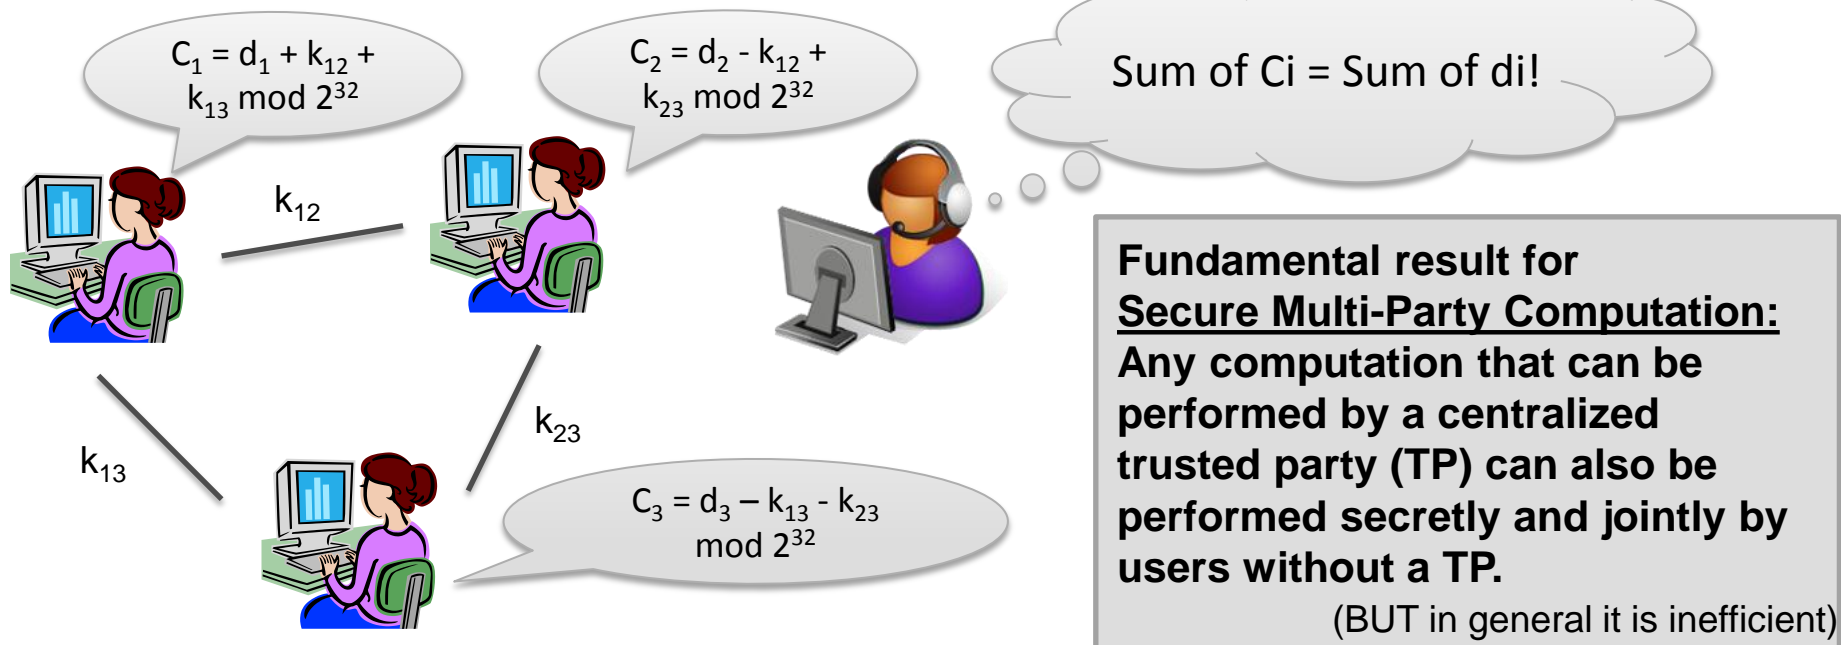 C₁ = d₁ + k₁₂ +
k₁₃ mod 2³²
C₂ = d₂ - k₁₂ +
k₂₃ mod 2³²
Sum of Ci = Sum of di!
k₁₂
k₁₃
k₂₃
C₃ = d₃ – k₁₃ - k₂₃
mod 2³²
Fundamental result for
Secure Multi-Party Computation:
Any computation that can be
performed by a centralized
trusted party (TP) can also be
performed secretly and jointly by
users without a TP.
(BUT in general it is inefficient)